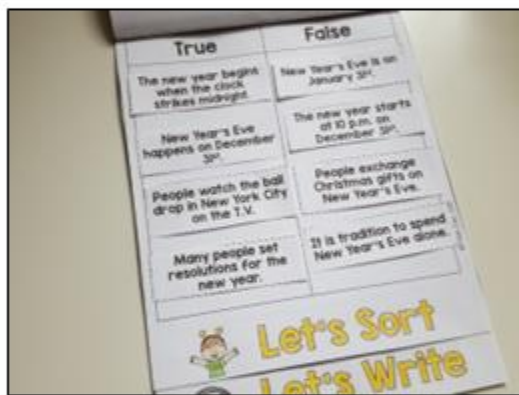 True
False
The new year begins
when the clock
strikes midnight.
New Year's Eve is on
January 31st.
New Year's Eve
happens on December
31st.
The new year starts
at 10 p.m. on
December 31st.
People watch the ball
drop in New York City
on the T.V.
People exchange
Christmas gifts on
New Year's Eve.
Many people set
resolutions for the
new year.
It is tradition to spend
New Year's Eve alone.
Let's Sort
Let's Write